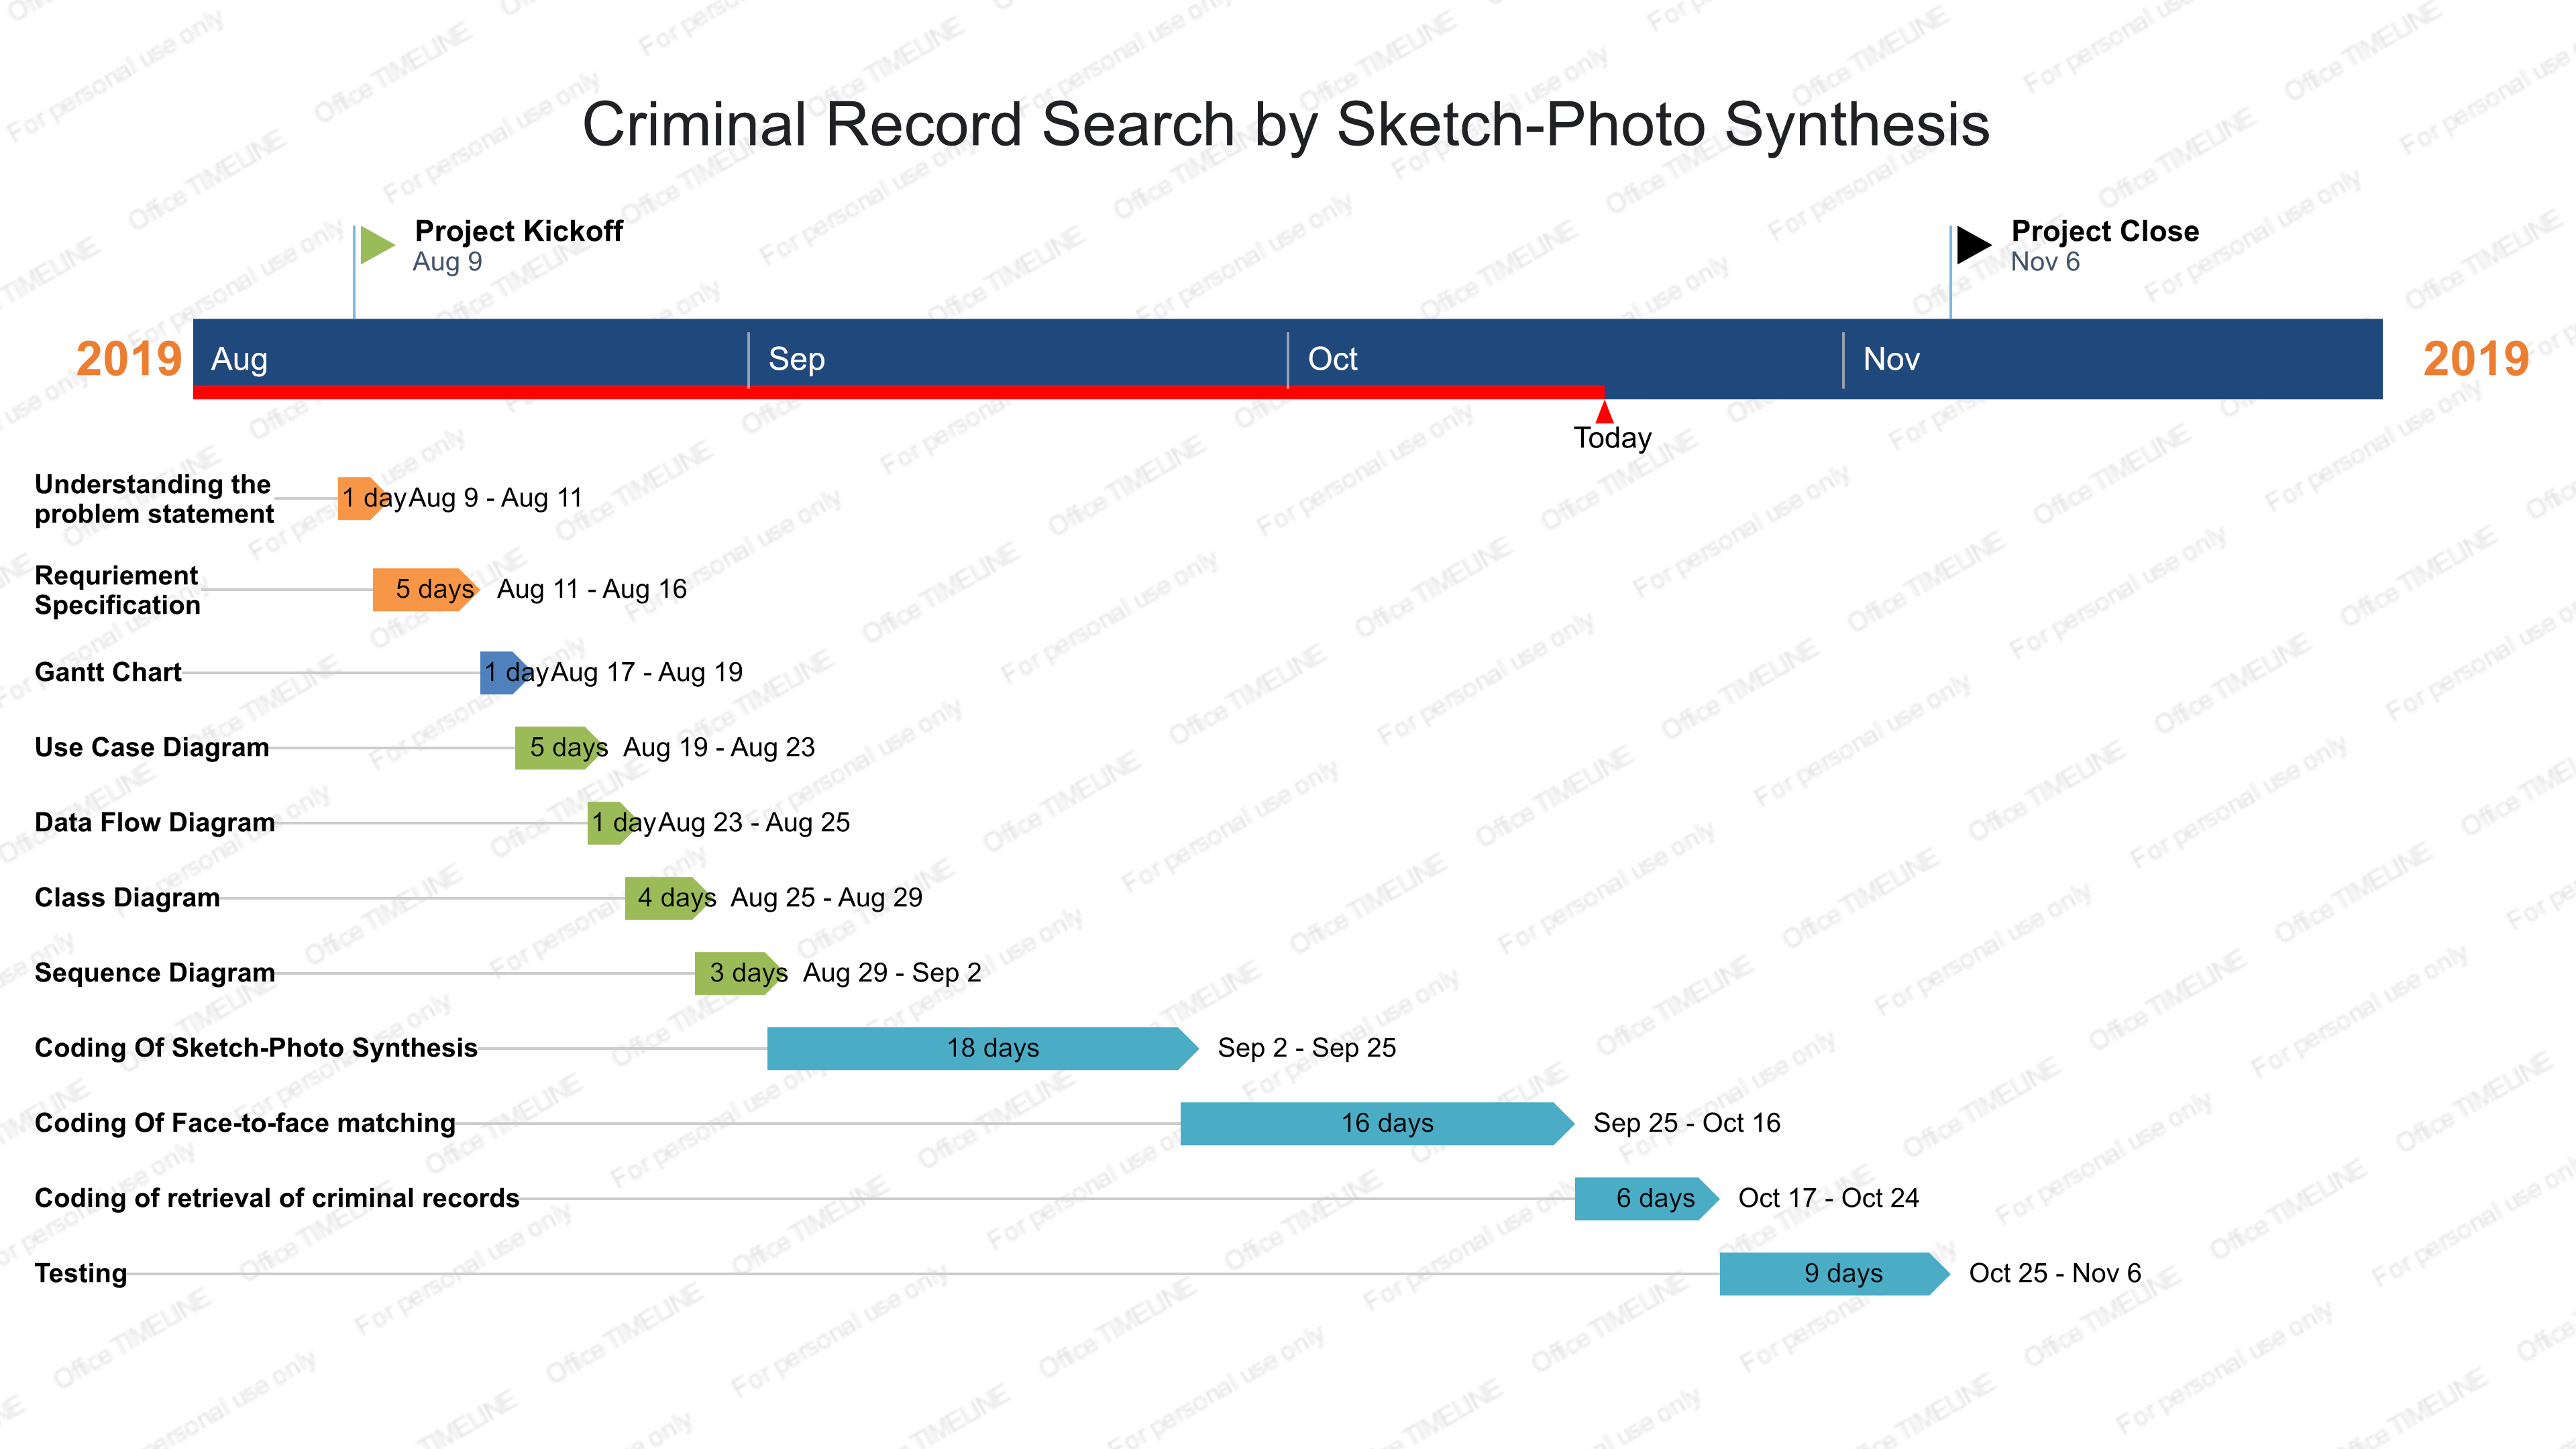 Criminal Record Search by Sketch-Photo Synthesis
Project Kickoff
Aug 9
Project Close
Nov 6
2019
Aug
Sep
Oct
Nov
2019
Today
Understanding the
problem statement
1 day
Aug 9 - Aug 11
Requriement
Specification
5 days
Aug 11 - Aug 16
Gantt Chart
1 day
Aug 17 - Aug 19
Use Case Diagram
5 days
Aug 19 - Aug 23
Data Flow Diagram
1 day
Aug 23 - Aug 25
Class Diagram
4 days
Aug 25 - Aug 29
Sequence Diagram
3 days
Aug 29 - Sep 2
Coding Of Sketch-Photo Synthesis
18 days
Sep 2 - Sep 25
Coding Of Face-to-face matching
16 days
Sep 25 - Oct 16
Coding of retrieval of criminal records
6 days
Oct 17 - Oct 24
Testing
9 days
Oct 25 - Nov 6
Office TIMELINE
For personal use only